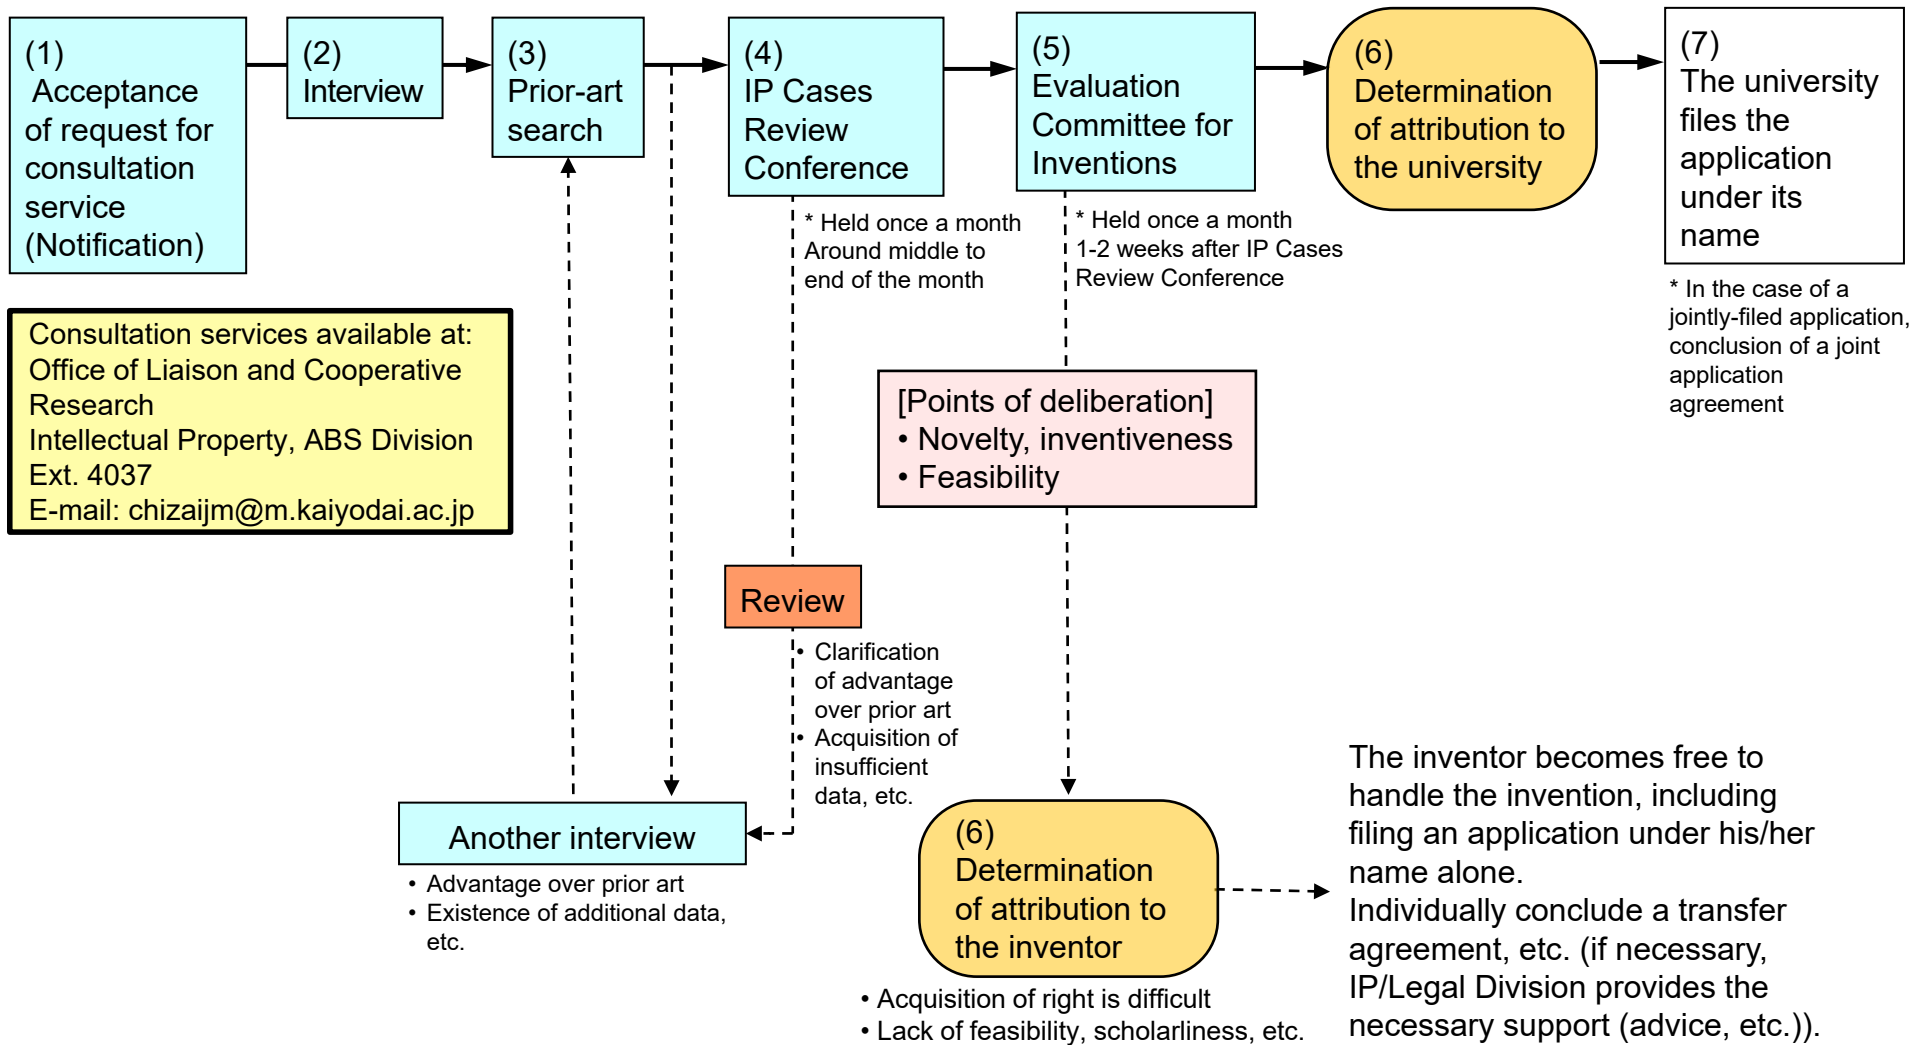 (1)
Acceptance
of request for
consultation
service
(Notification)
(2)
Interview
(3)
Prior-art
search
(4)
IP Cases
Review
Conference
* Held once a month
Around middle to
end of the month
(5)
Evaluation
Committee for
Inventions
* Held once a month
1-2 weeks after IP Cases
Review Conference
(6)
Determination
of attribution to
the university
(7)
The university
files the
application
under its
name
* In the case of a
jointly-filed application,
conclusion of a joint
application
agreement
Consultation services available at:
Office of Liaison and Cooperative
Research
Intellectual Property, ABS Division
Ext. 4037
E-mail: chizaijm@m.kaiyodai.ac.jp
[Points of deliberation]
• Novelty, inventiveness
• Feasibility
Review
• Clarification
of advantage
over prior art
• Acquisition of
insufficient
data, etc.
Another interview
• Advantage over prior art
• Existence of additional data,
etc.
(6)
Determination
of attribution to
the inventor
• Acquisition of right is difficult
• Lack of feasibility, scholarliness, etc.
The inventor becomes free to
handle the invention, including
filing an application under his/her
name alone.
Individually conclude a transfer
agreement, etc. (if necessary,
IP/Legal Division provides the
necessary support (advice, etc.)).